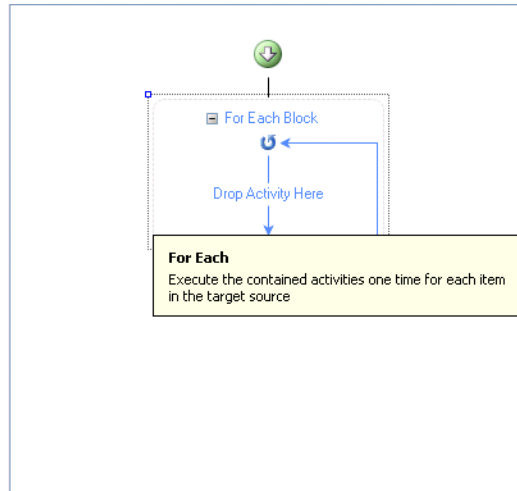 For Each Block
Drop Activity Here
For Each
Execute the contained activities one time for each item
in the target source